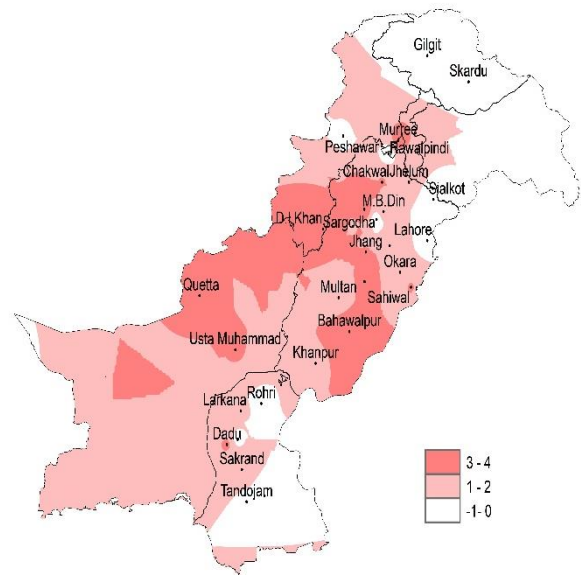 Gilgit
Skardu
Murree
Peshawar
Rawalpindi
Chakwal
Jhelum
Sialkot
D.I.Khan
M.B.Din
Sargodha
Lahore
Jhang
Okara
Quetta
Multan
Sahiwal
Bahawalpur
Usta Muhammad
Khanpur
Larkana
Rohri
Dadu
Sakrand
Tandojam
3 - 4
1 - 2
-1- 0